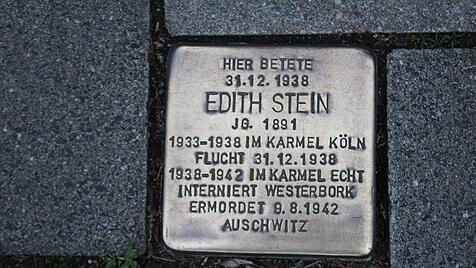 HIER BETETE
31.12. 1938
EDITH STEIN
JG. 1891
1933-1938 IM KARMEL KÖLN
FLUCHT 31.12.1938
1938-1942 IM KARMEL ECHT
INTERNIERT WESTERBORK
ERMORDET 9.8.1942
AUSCHWITZ